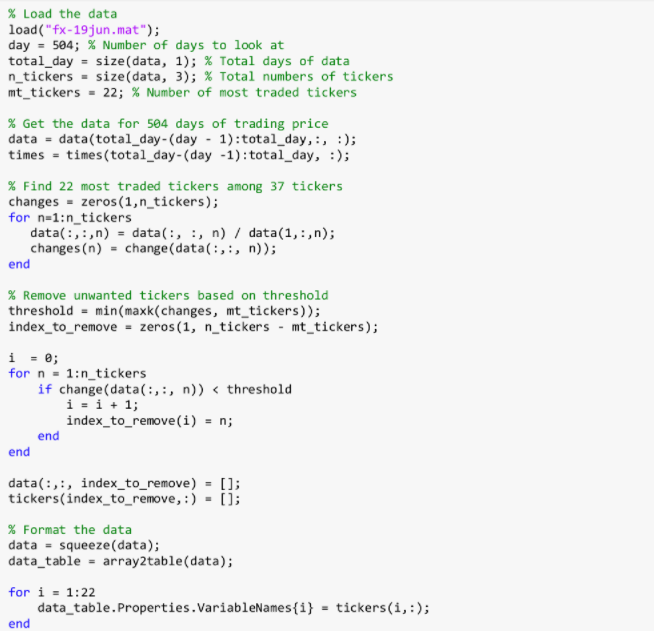 % Load the data
load("fx-19jun.mat");
day = 504; % Number of days to look at
total_day = size(data, 1); % Total days of data
n_tickers = size(data, 3); % Total numbers of tickers
mt_tickers = 22; % Number of most traded tickers
% Get the data for 504 days of trading price
data = data(total_day-(day - 1):total_day,:, :);
times = times(total_day-(day -1):total_day, :);
% Find 22 most traded tickers among 37 tickers
changes = zeros(1,n_tickers);
for n=1:n_tickers
data(:,:,n) = data(:, :, n) / data(1,:,n);
changes(n) = change(data(:,:, n));
end
% Remove unwanted tickers based on threshold
threshold = min(maxk(changes, mt_tickers));
index_to_remove = zeros(1, n_tickers - mt_tickers);
i = 0;
for n = 1:n_tickers
if change(data(:,:, n)) < threshold
i = i + 1;
index_to_remove(i) = n;
end
end
data(:,:, index_to_remove) = [];
tickers(index_to_remove,:) = [];
% Format the data
data = squeeze(data);
data_table = array2table(data);
for i = 1:22
data_table.Properties.VariableNames{i} = tickers(i,:);
end